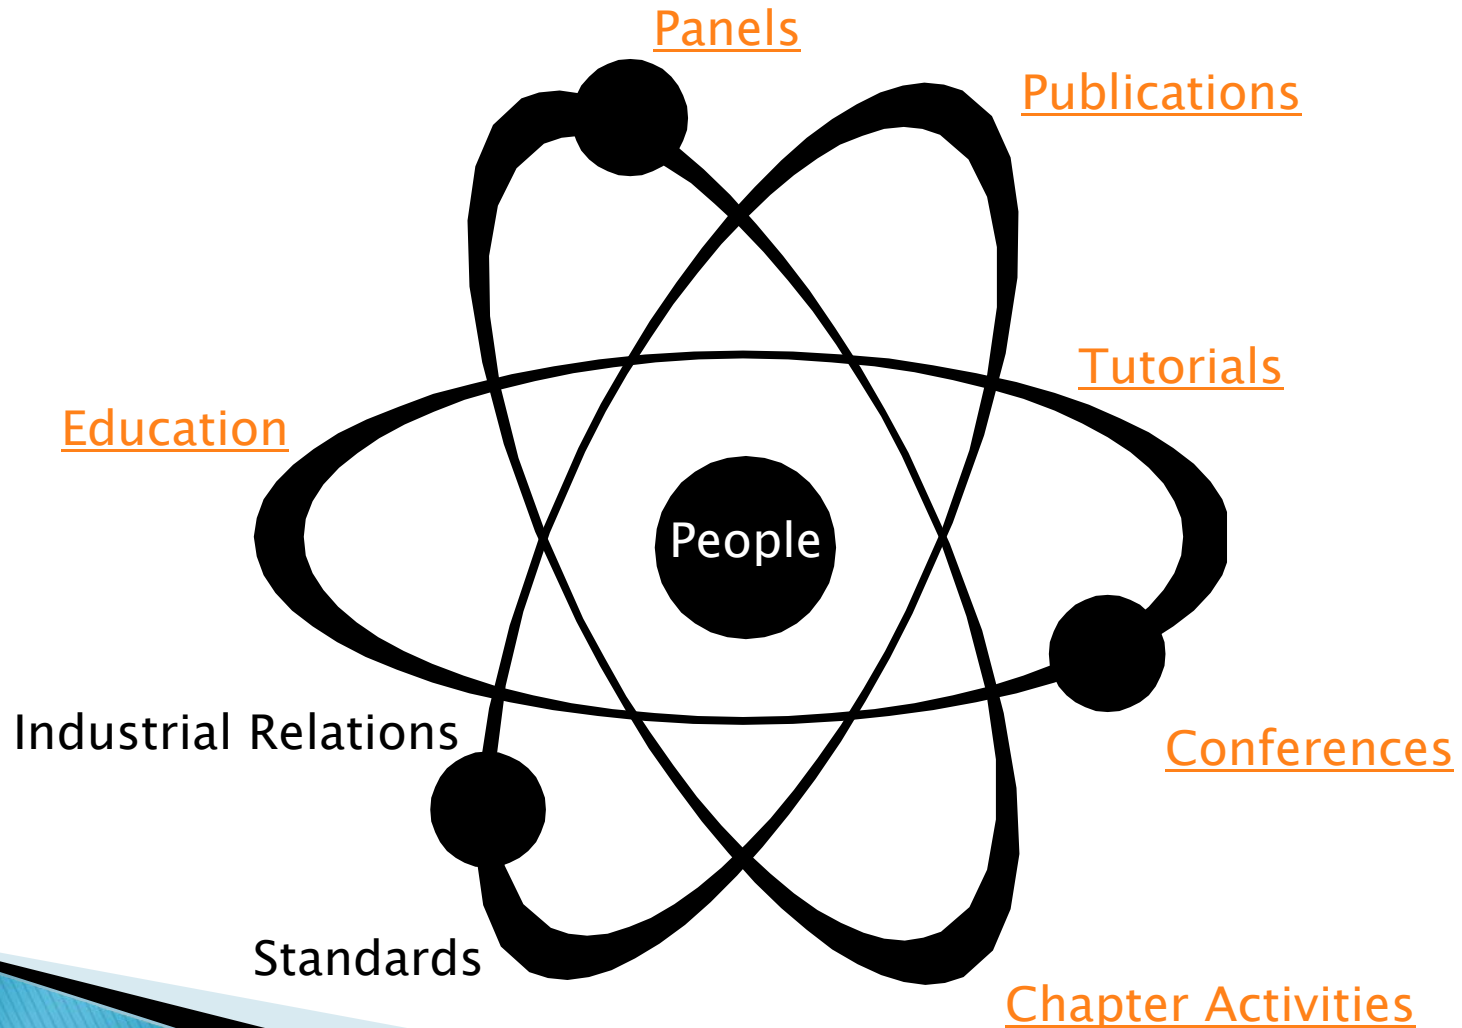 Panels
Publications
Tutorials
Education
People
Industrial Relations
Conferences
Standards
Chapter Activities